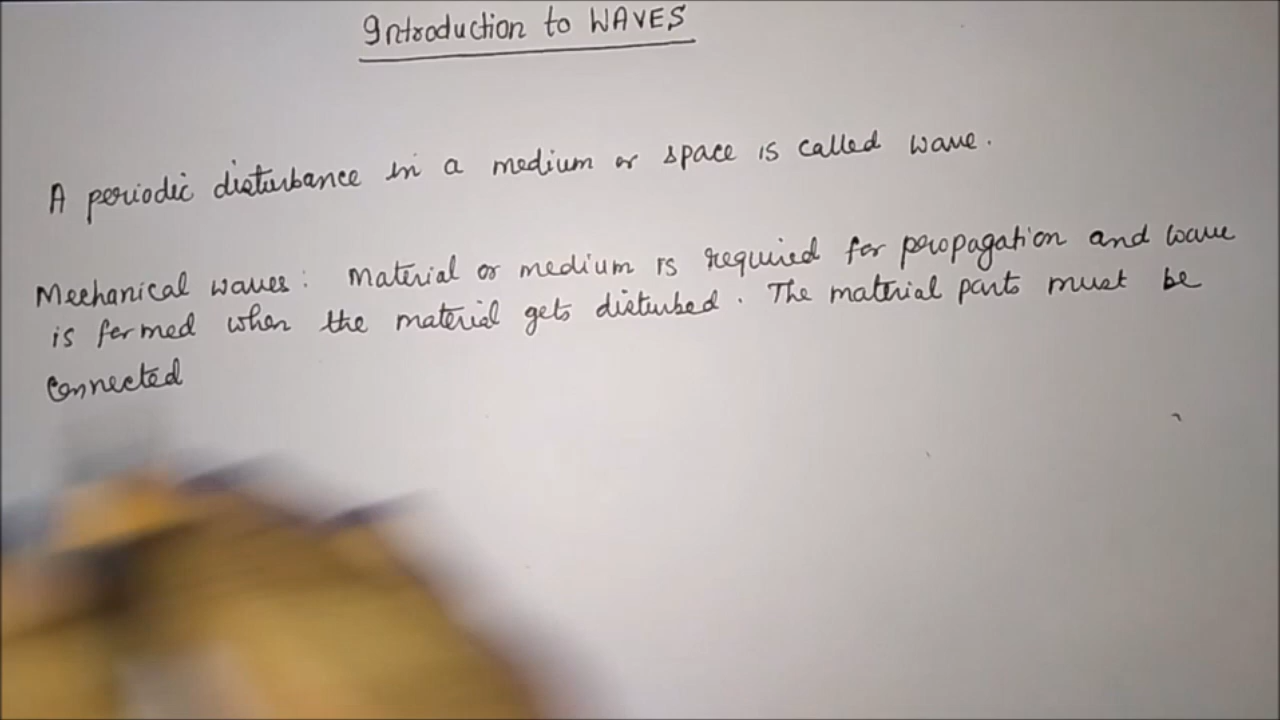 Introduction to WAVES
A periodic disturbance in a medium or space is called wave.
Mechanical waves: Material or medium is required for propagation and wave
is formed when the material gets disturbed. The material parts must be
connected